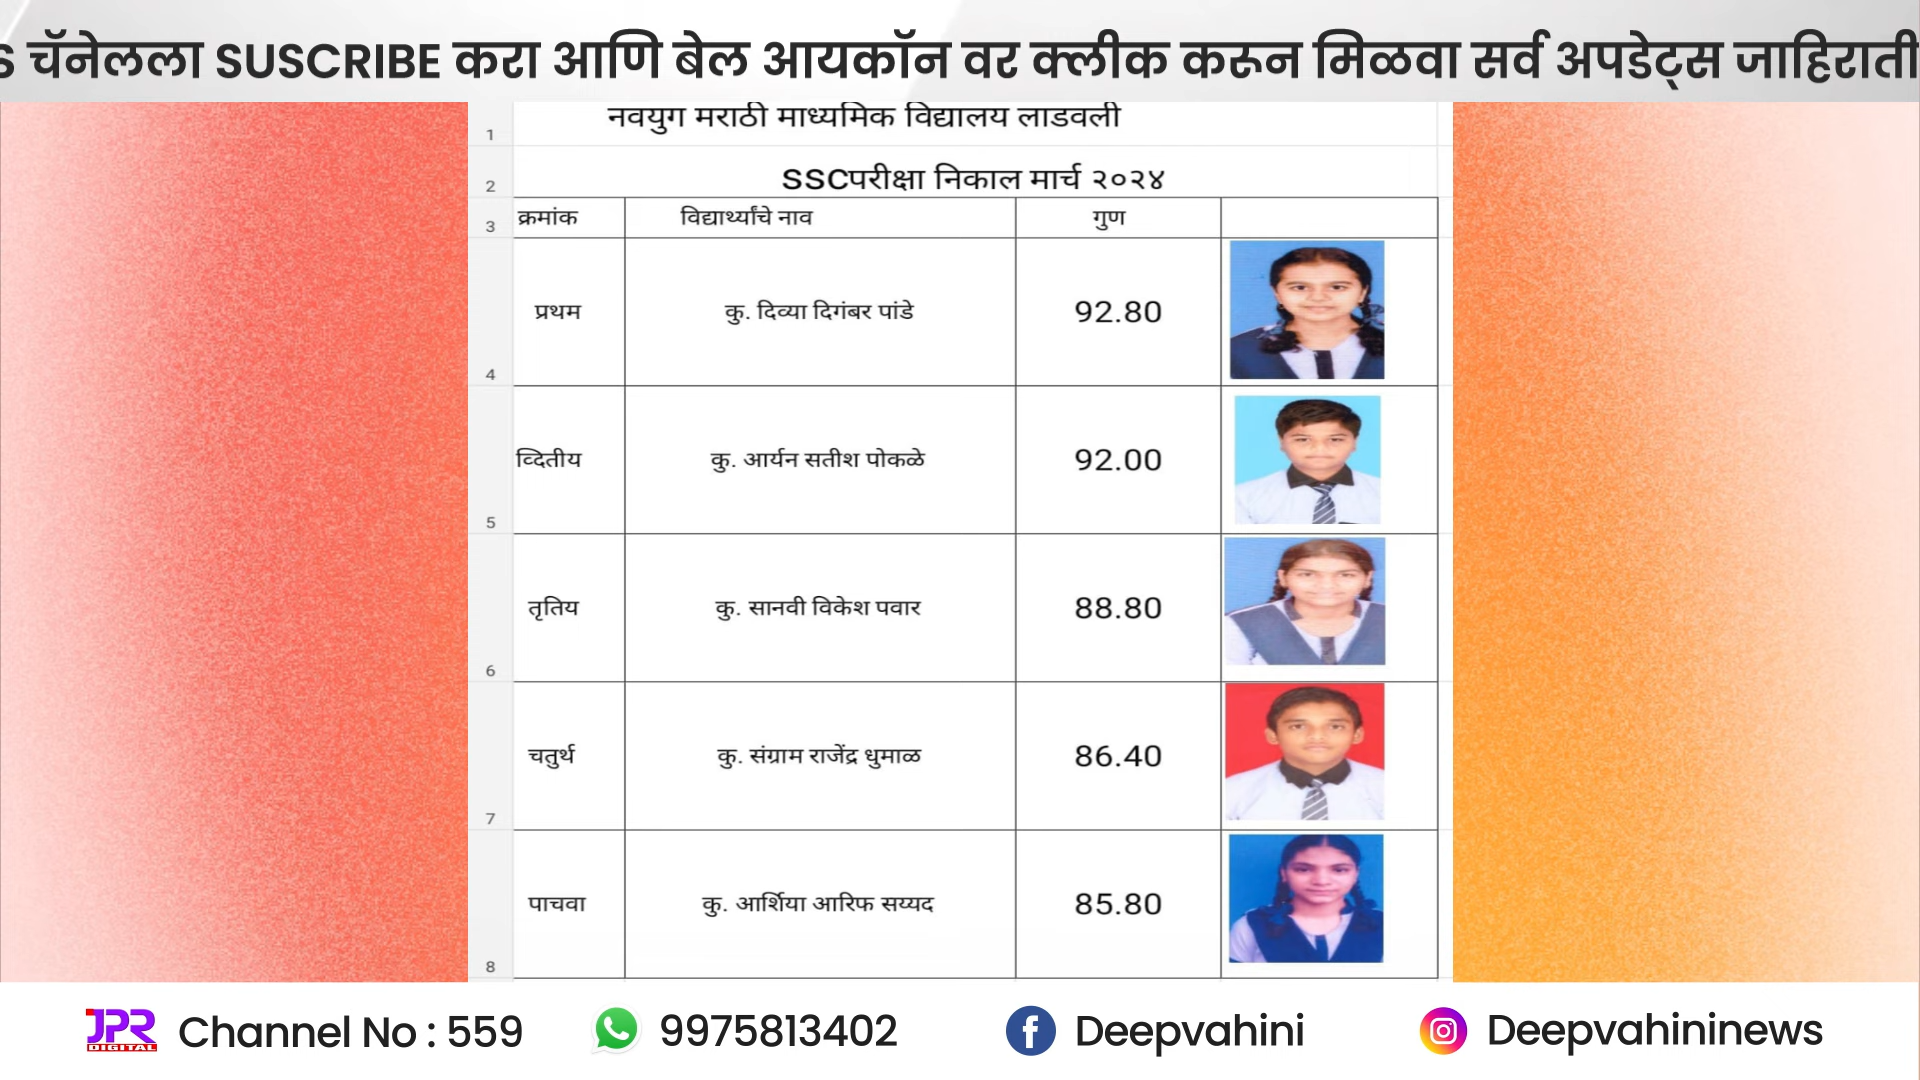 S चॅनेलला SUSCRIBE करा आणि बेल आयकॉन वर क्लीक करून मिळवा सर्व अपडेट्स जाहिराती
1 नवयुग मराठी माध्यमिक विद्यालय लाडवली
2 SSCपरीक्षा निकाल मार्च २०२४
3 क्रमांक विद्यार्थ्यांचे नाव गुण
4 प्रथम कु. दिव्या दिगंबर पांडे 92.80
5 व्दितीय कु. आर्यन सतीश पोकळे 92.00
6 तृतिय कु. सानवी विकेश पवार 88.80
7 चतुर्थ कु. संग्राम राजेंद्र धुमाळ 86.40
8 पाचवा कु. आर्शिया आरिफ सय्यद 85.80
JPR DIGITAL Channel No : 559 9975813402 Deepvahini Deepvahininews